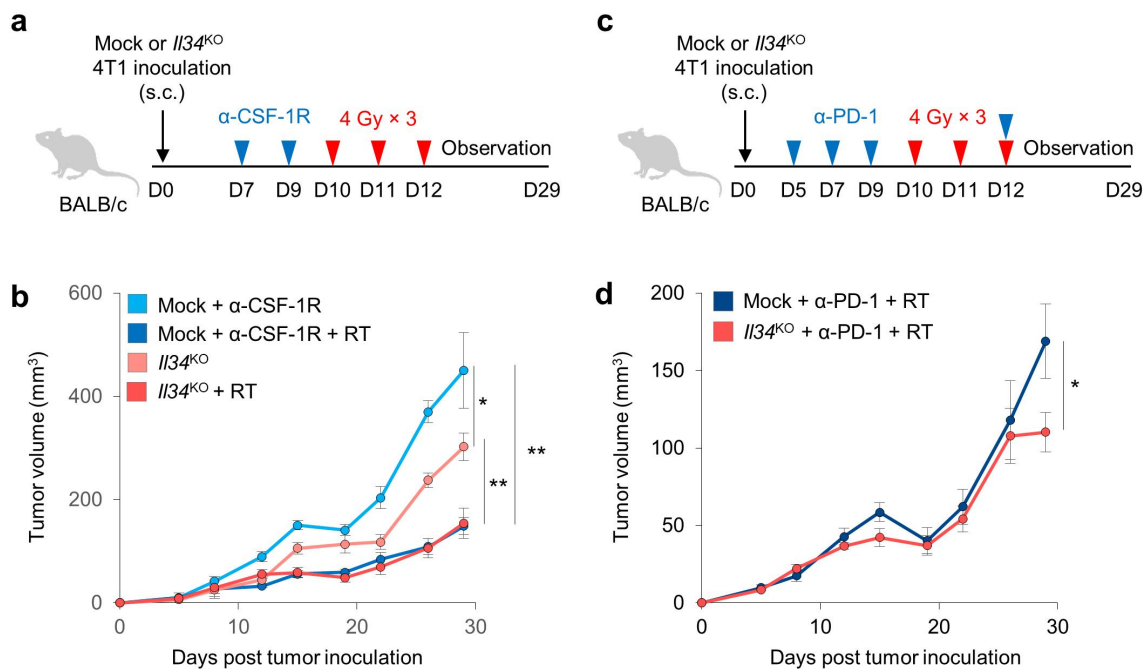 a
Mock or Il34KO
4T1 inoculation
(s.c.)
α-CSF-1R
4 Gy × 3
Observation
BALB/c
D0
D7
D9
D10
D11
D12
D29
c
Mock or Il34KO
4T1 inoculation
(s.c.)
α-PD-1
4 Gy × 3
Observation
BALB/c
D0
D5
D7
D9
D10
D11
D12
D29
b
Mock + α-CSF-1R
Mock + α-CSF-1R + RT
Il34KO
Il34KO + RT
Tumor volume (mm³)
600
400
200
0
*
**
**
0
10
20
30
Days post tumor inoculation
d
Mock + α-PD-1 + RT
Il34KO + α-PD-1 + RT
Tumor volume (mm³)
200
150
100
50
0
*
0
10
20
30
Days post tumor inoculation